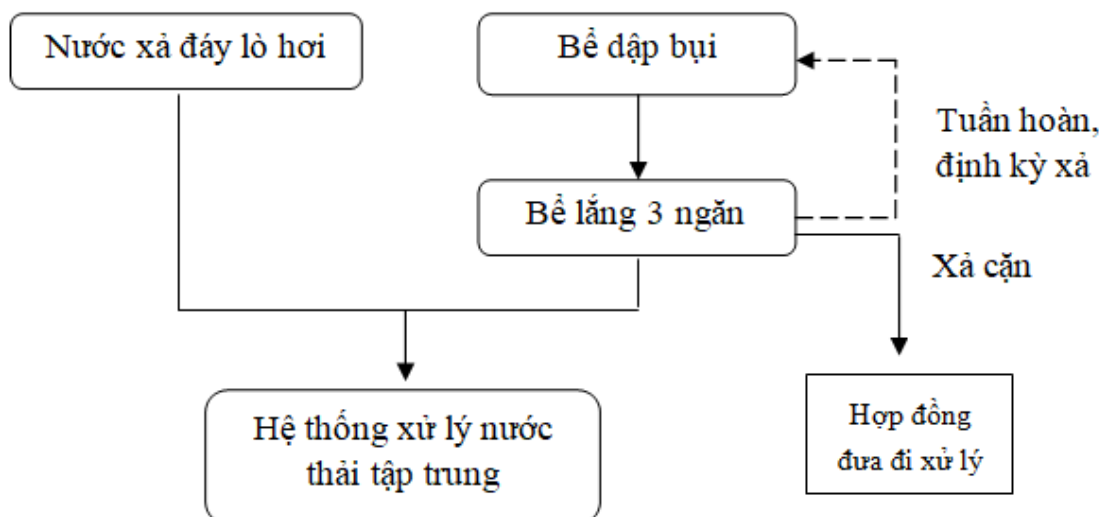 Nước xả đáy lò hơi
Bể dập bụi
Tuần hoàn,
định kỳ xả
Bể lắng 3 ngăn
Xả cặn
Hệ thống xử lý nước
thải tập trung
Hợp đồng
đưa đi xử lý